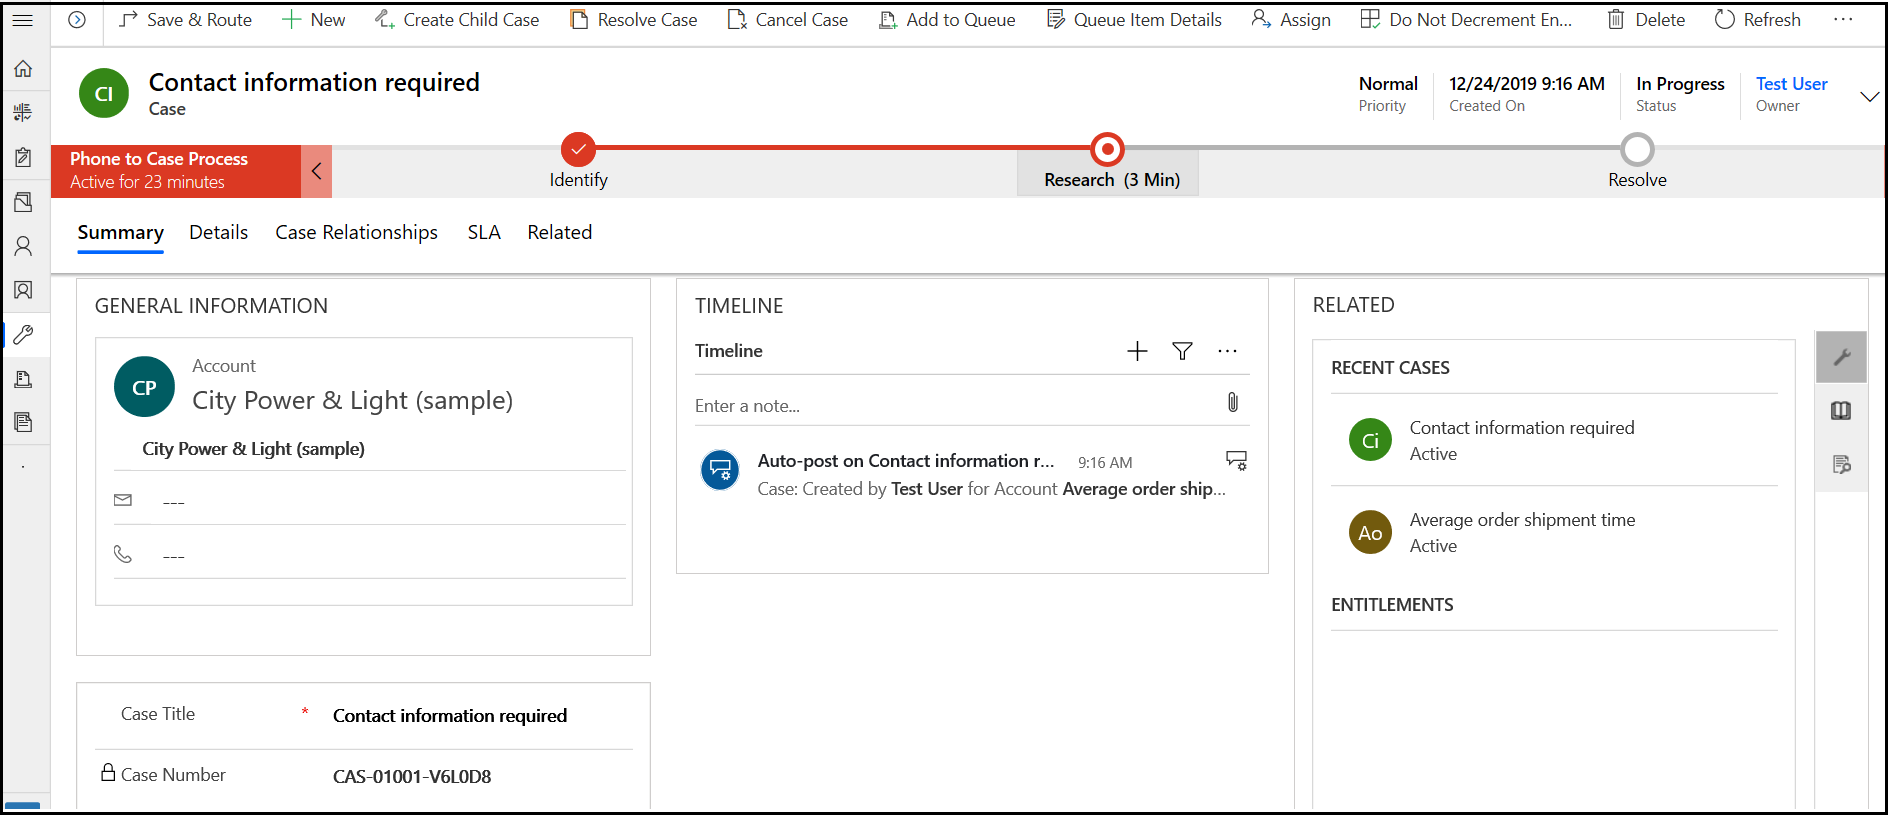 Save & Route New Create Child Case Resolve Case Cancel Case Add to Queue Queue Item Details Assign Do Not Decrement En... Delete Refresh ...
CI
Contact information required
Case
Normal
Priority
12/24/2019 9:16 AM
Created On
In Progress
Status
Test User
Owner
Phone to Case Process
Active for 23 minutes
Identify
Research (3 Min)
Resolve
Summary Details Case Relationships SLA Related
GENERAL INFORMATION
CP
Account
City Power & Light (sample)
City Power & Light (sample)
---
---
Case Title * Contact information required
Case Number CAS-01001-V6L0D8
TIMELINE
Timeline
Enter a note...
Auto-post on Contact information r... 9:16 AM
Case: Created by Test User for Account Average order ship...
RELATED
RECENT CASES
Ci
Contact information required
Active
Ao
Average order shipment time
Active
ENTITLEMENTS